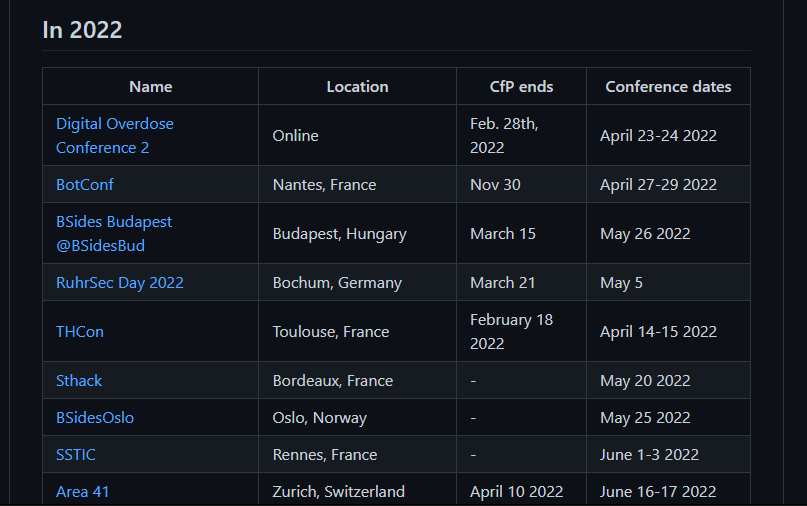 In 2022
Name Location CfP ends Conference dates
Digital Overdose
Conference 2 Online Feb. 28th,
2022 April 23-24 2022
BotConf Nantes, France Nov 30 April 27-29 2022
BSides Budapest
@BSidesBud Budapest, Hungary March 15 May 26 2022
RuhrSec Day 2022 Bochum, Germany March 21 May 5
THCon Toulouse, France February 18
2022 April 14-15 2022
Sthack Bordeaux, France - May 20 2022
BSidesOslo Oslo, Norway - May 25 2022
SSTIC Rennes, France - June 1-3 2022
Area 41 Zurich, Switzerland April 10 2022 June 16-17 2022